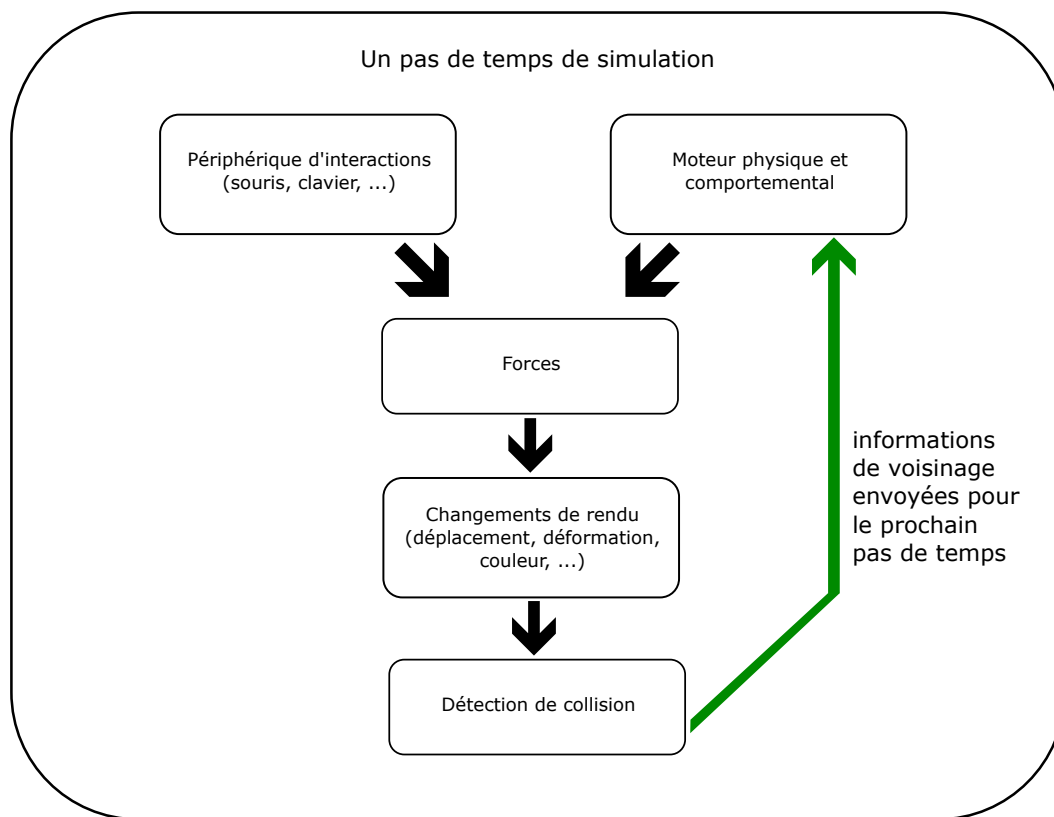 Un pas de temps de simulation
Périphérique d'interactions
(souris, clavier, ...)
Moteur physique et
comportemental
Forces
Changements de rendu
(déplacement, déformation,
couleur, ...)
informations
de voisinage
envoyées pour
le prochain
pas de temps
Détection de collision